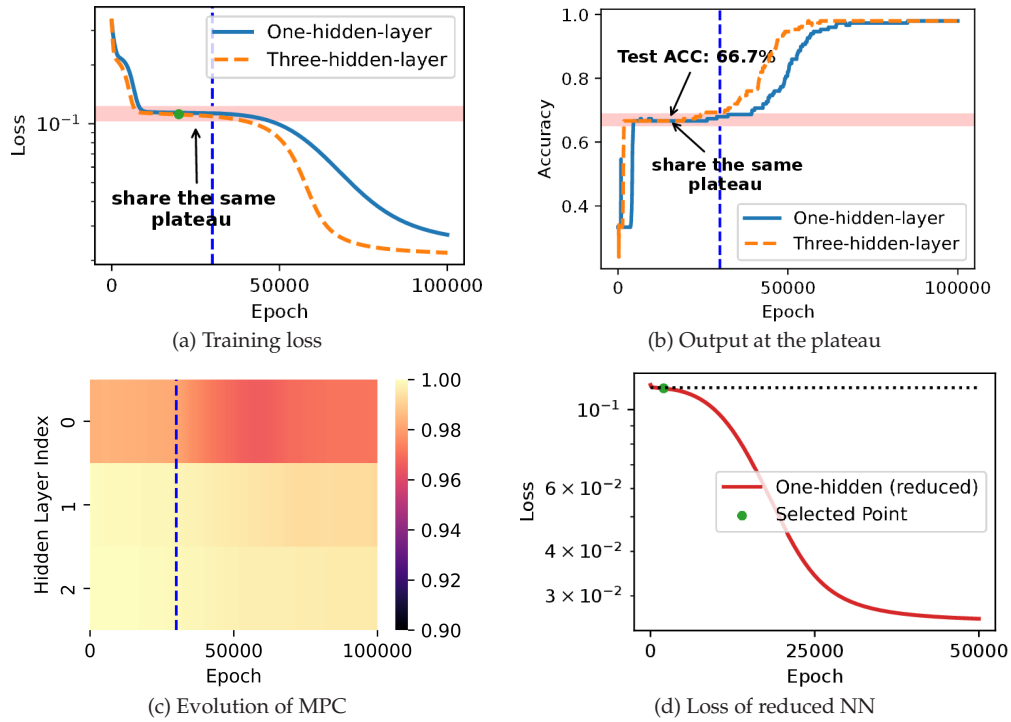 One-hidden-layer
Three-hidden-layer
Loss
10⁻¹
share the same
plateau
0 50000 100000
Epoch
(a) Training loss
1.0
0.8
0.6
0.4
Accuracy
Test ACC: 66.7%
share the same
plateau
One-hidden-layer
Three-hidden-layer
0 50000 100000
Epoch
(b) Output at the plateau
Hidden Layer Index
0
1
2
1.00
0.98
0.96
0.94
0.92
0.90
0 50000 100000
Epoch
(c) Evolution of MPC
Loss
10⁻¹
6 × 10⁻²
4 × 10⁻²
3 × 10⁻²
One-hidden (reduced)
Selected Point
0 25000 50000
Epoch
(d) Loss of reduced NN